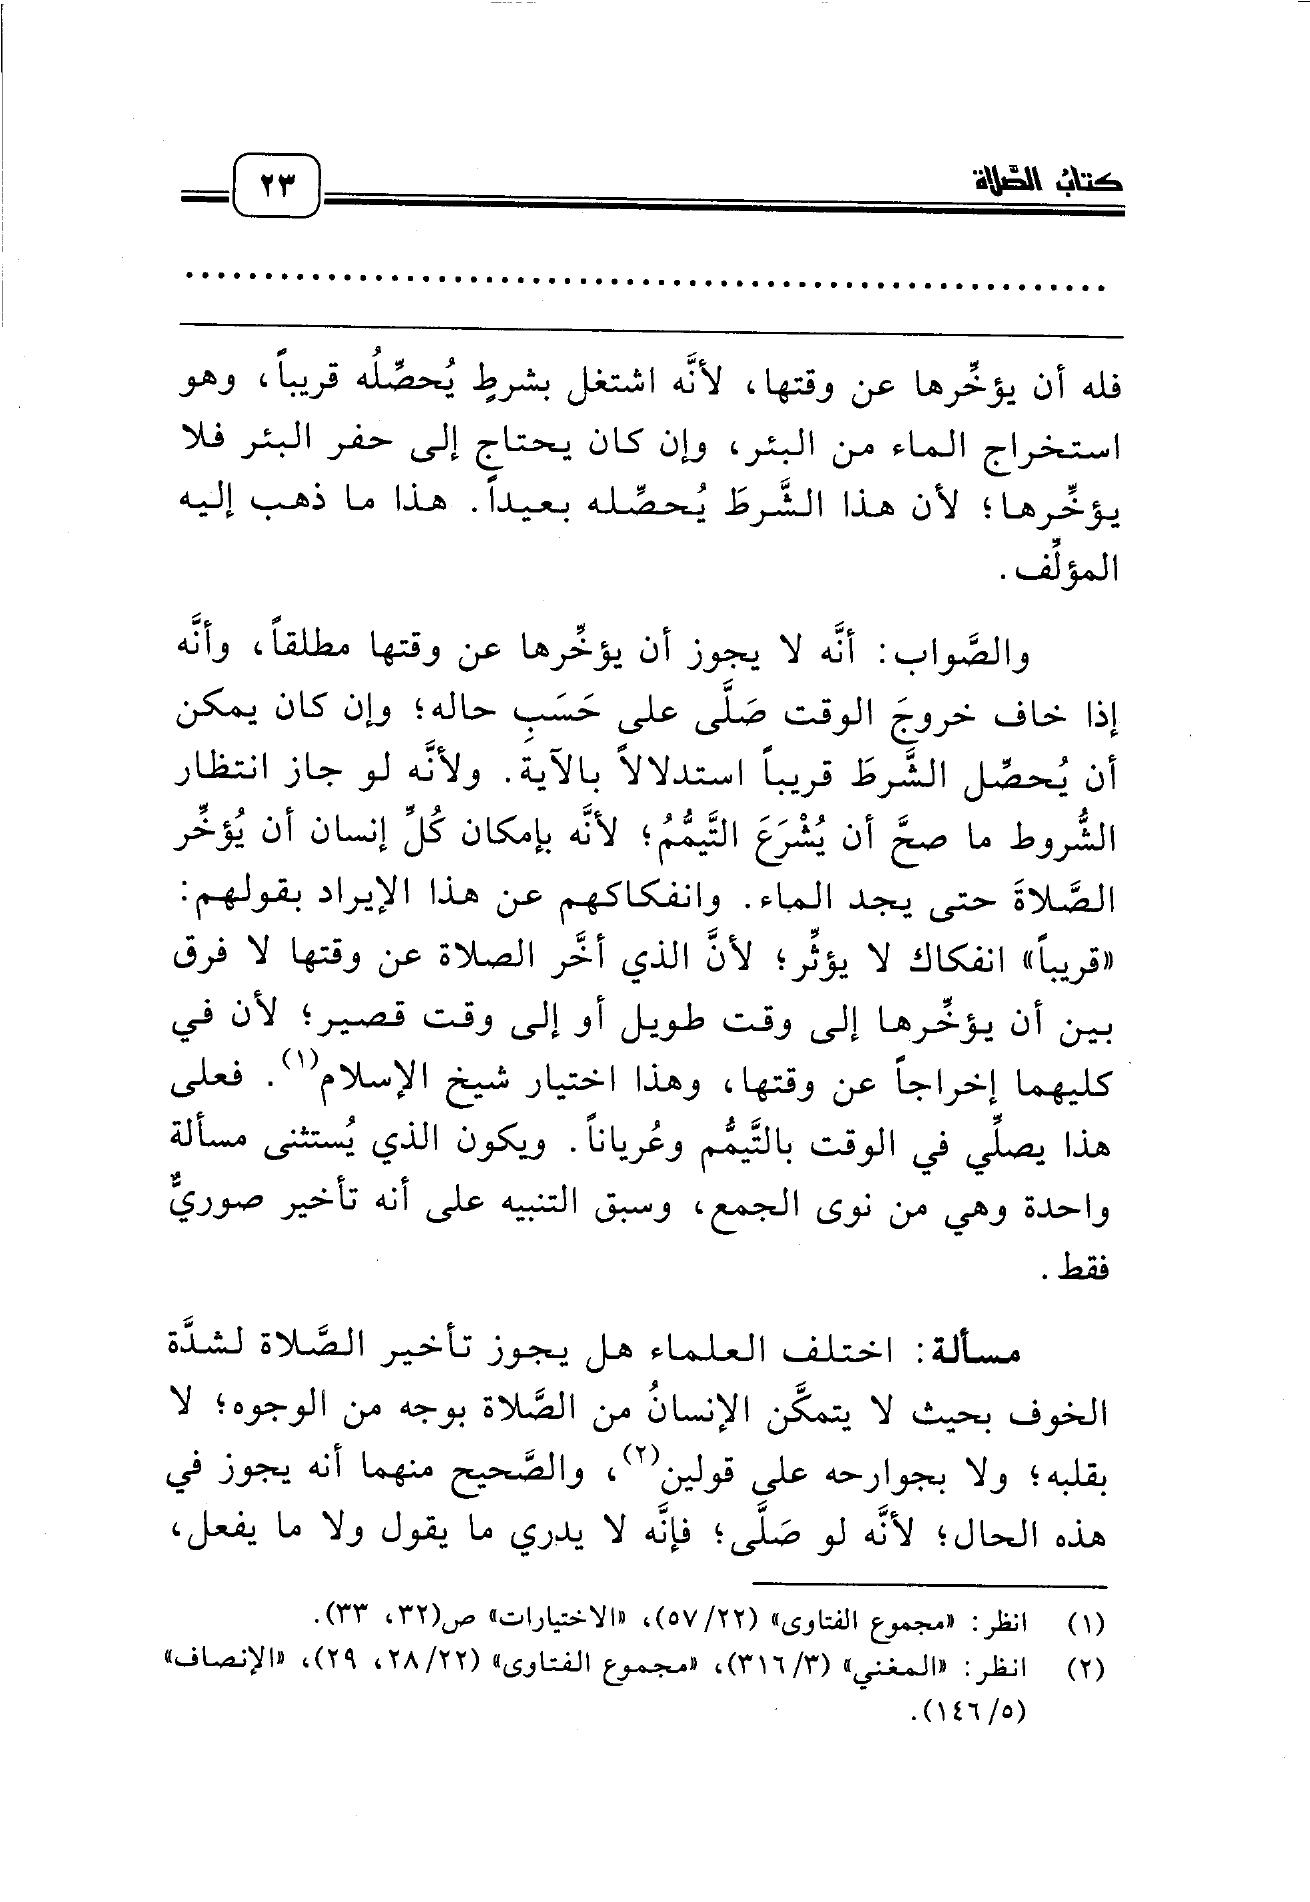 كتابُ الصَّلاة
٢٣
فله أن يؤخِّرها عن وقتها، لأنَّه اشتغل بشرطٍ يُحصِّلُه قريباً، وهو
استخراج الماء من البئر، وإن كان يحتاج إلى حفر البئر فلا
يؤخِّرها؛ لأن هذا الشَّرطَ يُحصِّله بعيداً. هذا ما ذهب إليه
المؤلِّف.
والصَّواب: أنَّه لا يجوز أن يؤخِّرها عن وقتها مطلقاً، وأنَّه
إذا خاف خروجَ الوقت صَلَّى على حَسَبِ حاله؛ وإن كان يمكن
أن يُحصِّل الشَّرطَ قريباً استدلالاً بالآية. ولأنَّه لو جاز انتظار
الشُّروط ما صحَّ أن يُشْرَعَ التَّيمُّمُ؛ لأنَّه بإمكان كُلِّ إنسان أن يُؤخِّر
الصَّلاةَ حتى يجد الماء. وانفكاكهم عن هذا الإيراد بقولهم:
«قريباً» انفكاك لا يؤثِّر؛ لأنَّ الذي أخَّر الصلاة عن وقتها لا فرق
بين أن يؤخِّرها إلى وقت طويل أو إلى وقت قصير؛ لأن في
كليهما إخراجاً عن وقتها، وهذا اختيار شيخ الإسلام(١). فعلى
هذا يصلِّي في الوقت بالتَّيمُّم وعُرياناً. ويكون الذي يُستثنى مسألة
واحدة وهي من نوى الجمع، وسبق التنبيه على أنه تأخير صوريٌّ
فقط.
مسألة: اختلف العلماء هل يجوز تأخير الصَّلاة لشدَّة
الخوف بحيث لا يتمكَّن الإنسانُ من الصَّلاة بوجه من الوجوه؛ لا
بقلبه؛ ولا بجوارحه على قولين(٢)، والصَّحيح منهما أنه يجوز في
هذه الحال؛ لأنَّه لو صَلَّى؛ فإنَّه لا يدري ما يقول ولا ما يفعل،
(١) انظر: «مجموع الفتاوى» (٥٧/٢٢)، «الاختيارات» ص(٣٢، ٣٣).
(٢) انظر: «المغني» (٣١٦/٣)، «مجموع الفتاوى» (٢٨/٢٢، ٢٩)، «الإنصاف»
(١٤٦/٥).